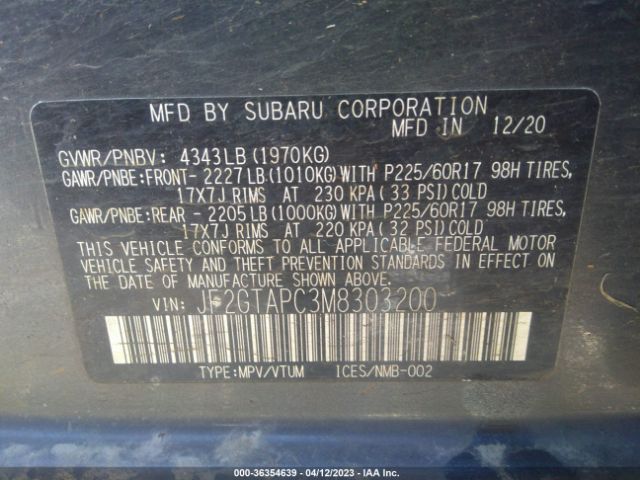 MFD BY SUBARU CORPORATION
MFD IN 12/20
GVWR/PNBV: 4343LB (1970KG)
GAWR/PNBE:FRONT- 2227LB(1010KG)WITH P225/60R17 98H TIRES,
17X7J RIMS AT 230 KPA( 33 PSI)COLD
GAWR/PNBE:REAR - 2205LB(1000KG)WITH P225/60R17 98H TIRES,
17X7J RIMS AT 220 KPA( 32 PSI)COLD
THIS VEHICLE CONFORMS TO ALL APPLICABLE FEDERAL MOTOR
VEHICLE SAFETY AND THEFT PREVENTION STANDARDS IN EFFECT ON
THE DATE OF MANUFACTURE SHOWN ABOVE.
VIN: JF2GTAPC3M8303200
TYPE:MPV/VTUM ICES/NMB-002
000-36354639 - 04/12/2023 - IAA Inc.